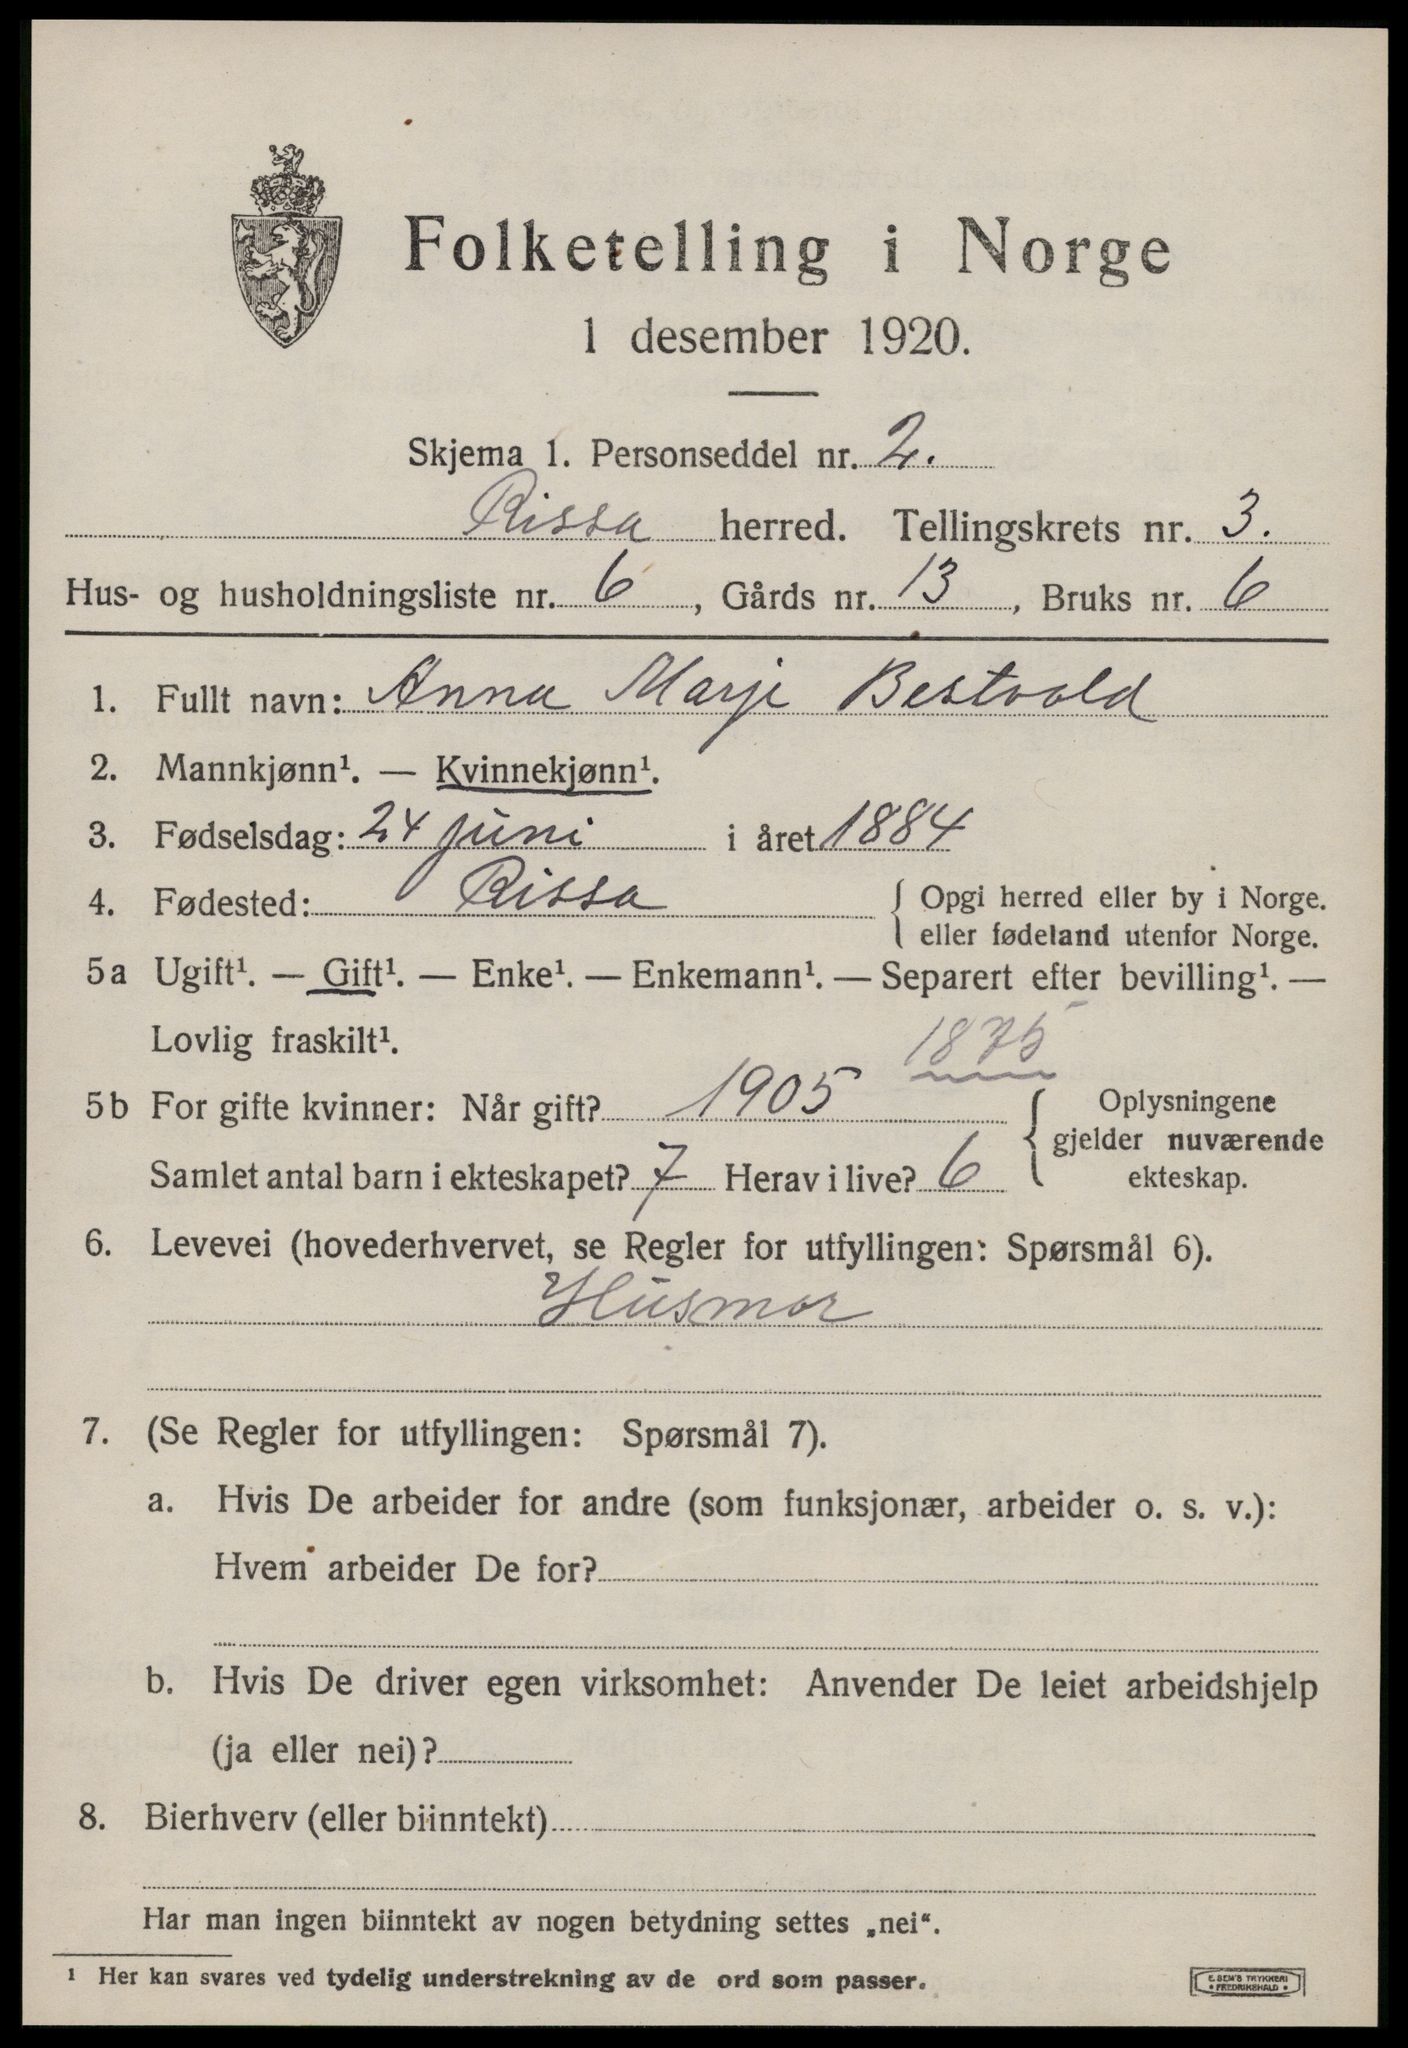 Folketelling i Norge
1 desember 1920.
Skjema 1. Personseddel nr. 2.
Rissa herred. Tellingskrets nr. 3.
Hus- og husholdningsliste nr. 6, Gårds nr. 13, Bruks nr. 6
1. Fullt navn: Anna Marje Bestvold
2. Mannkjønn¹. — Kvinnekjønn¹.
3. Fødselsdag: 24 juni i året 1884
4. Fødested: Rissa { Opgi herred eller by i Norge.
eller fødeland utenfor Norge.
5a Ugift¹. — Gift¹. — Enke¹. — Enkemann¹. — Separert efter bevilling¹. —
Lovlig fraskilt¹.
1875
5b For gifte kvinner: Når gift? 1905 { Oplysningene
gjelder nuværende
Samlet antal barn i ekteskapet? 7 Herav i live? 6 ekteskap.
6. Levevei (hovederhvervet, se Regler for utfyllingen: Spørsmål 6).
Husmor
7. (Se Regler for utfyllingen: Spørsmål 7).
a. Hvis De arbeider for andre (som funksjonær, arbeider o. s. v.):
Hvem arbeider De for?
b. Hvis De driver egen virksomhet: Anvender De leiet arbeidshjelp
(ja eller nei)?
8. Bierhverv (eller biinntekt)
Har man ingen biinntekt av nogen betydning settes „nei“.
¹ Her kan svares ved tydelig understrekning av de ord som passer.
E. SEM'S TRYKKERI
• FREDRIKSHALD •